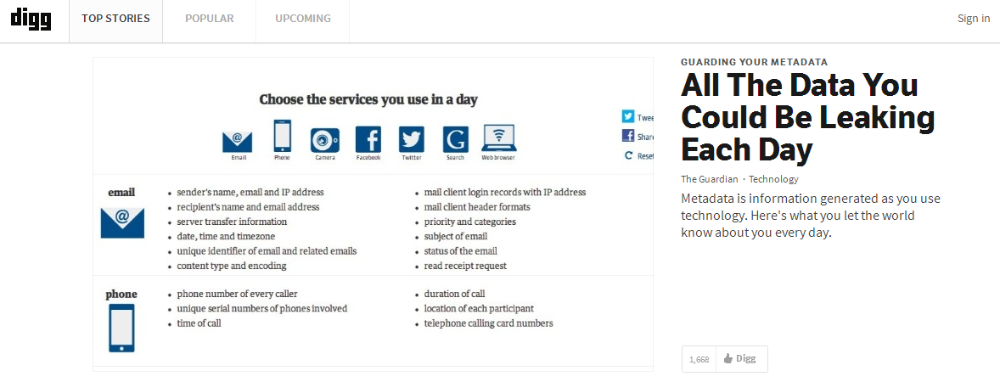 digg
TOP STORIES
POPULAR
UPCOMING
Sign in
Choose the services you use in a day
Email
Phone
Camera
Facebook
Twitter
Search
Web browser
Twee
Share
Reset
email
• sender's name, email and IP address
• recipient's name and email address
• server transfer information
• date, time and timezone
• unique identifier of email and related emails
• content type and encoding
• mail client login records with IP address
• mail client header formats
• priority and categories
• subject of email
• status of the email
• read receipt request
phone
• phone number of every caller
• unique serial numbers of phones involved
• time of call
• duration of call
• location of each participant
• telephone calling card numbers
GUARDING YOUR METADATA
All The Data You
Could Be Leaking
Each Day
The Guardian · Technology
Metadata is information generated as you use
technology. Here's what you let the world
know about you every day.
1,668
Digg